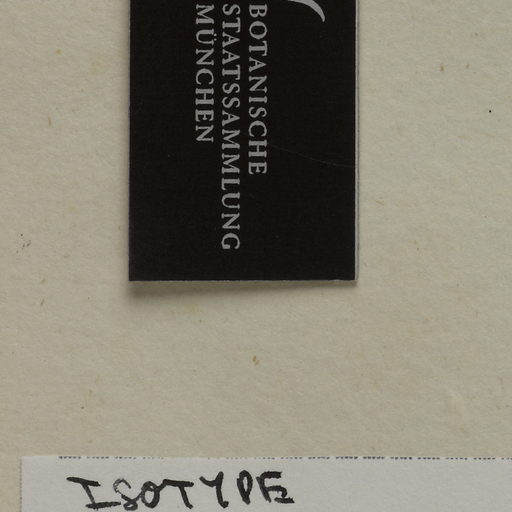 BOTANISCHE
STAATSSAMMLUNG
MÜNCHEN
ISOTYPE